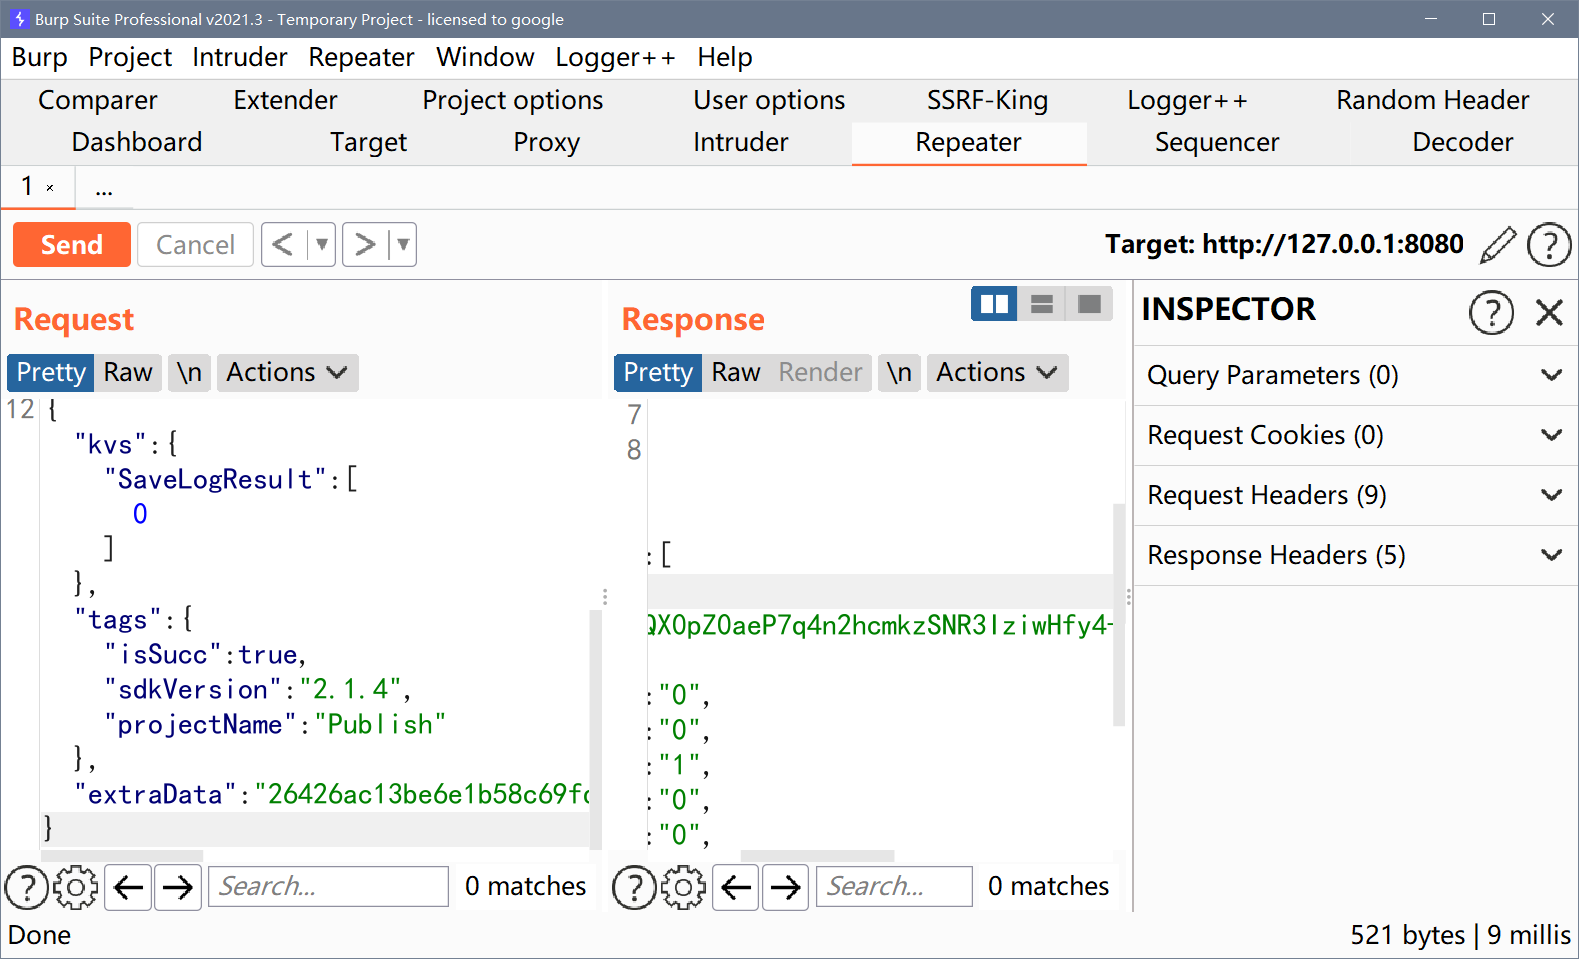 Burp Suite Professional v2021.3 - Temporary Project - licensed to google
Burp Project Intruder Repeater Window Logger++ Help
Comparer Extender Project options User options SSRF-King Logger++ Random Header
Dashboard Target Proxy Intruder Repeater Sequencer Decoder
1 × ...
Send Cancel < ▼ > ▼ Target: http://127.0.0.1:8080 ?
Request
Pretty Raw \n Actions
12 {
"kvs":{
"SaveLogResult":[
0
]
},
"tags":{
"isSucc":true,
"sdkVersion":"2.1.4",
"projectName":"Publish"
},
"extraData":"26426ac13be6e1b58c69f
}
? Search... 0 matches
Response
Pretty Raw Render \n Actions
7
8
:[
QX0pZ0aeP7q4n2hcmkzSNR3lziwHfy4
:"0",
:"0",
:"1",
:"0",
:"0",
? Search... 0 matches
INSPECTOR ?
Query Parameters (0)
Request Cookies (0)
Request Headers (9)
Response Headers (5)
Done 521 bytes | 9 millis